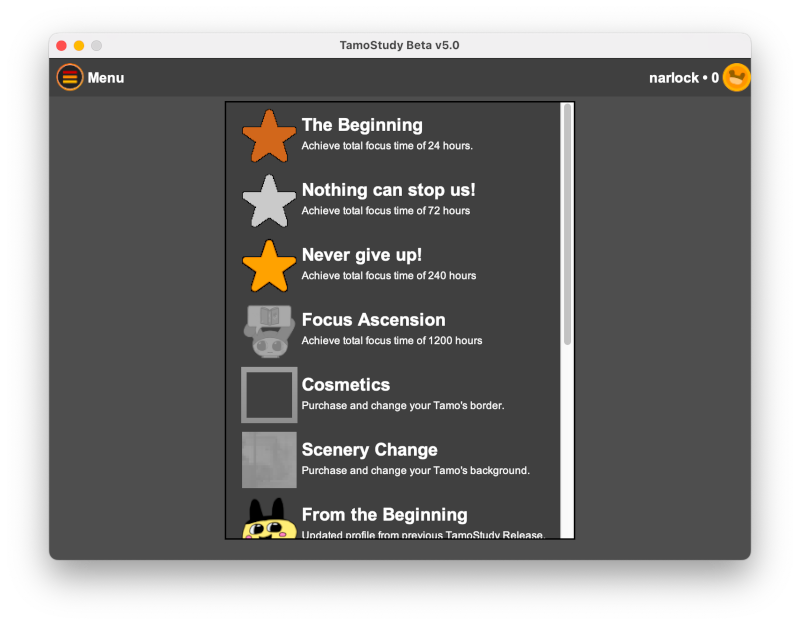 TamoStudy Beta v5.0
Menu
narlock • 0
The Beginning
Achieve total focus time of 24 hours.
Nothing can stop us!
Achieve total focus time of 72 hours
Never give up!
Achieve total focus time of 240 hours
Focus Ascension
Achieve total focus time of 1200 hours
Cosmetics
Purchase and change your Tamo's border.
Scenery Change
Purchase and change your Tamo's background.
From the Beginning
Updated profile from previous TamoStudy Release.